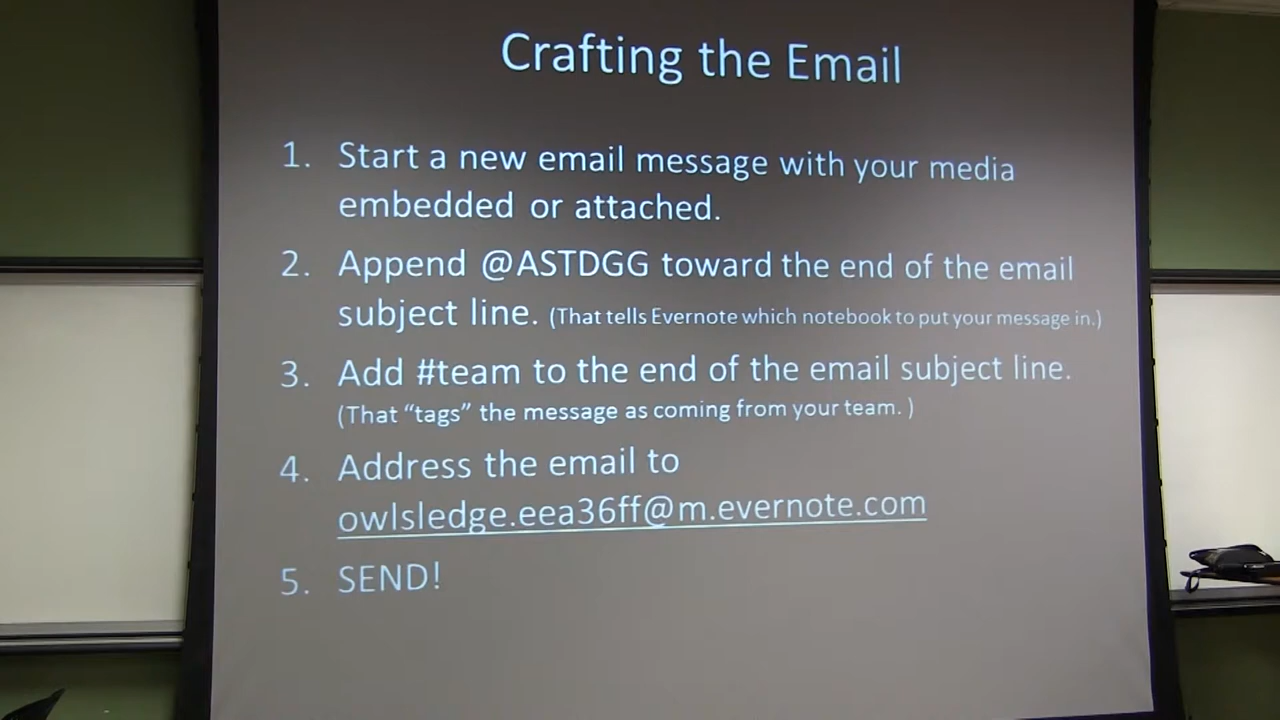 Crafting the Email
1. Start a new email message with your media
embedded or attached.
2. Append @ASTDGG toward the end of the email
subject line. (That tells Evernote which notebook to put your message in.)
3. Add #team to the end of the email subject line.
(That “tags” the message as coming from your team. )
4. Address the email to
owlsledge.eea36ff@m.evernote.com
5. SEND!